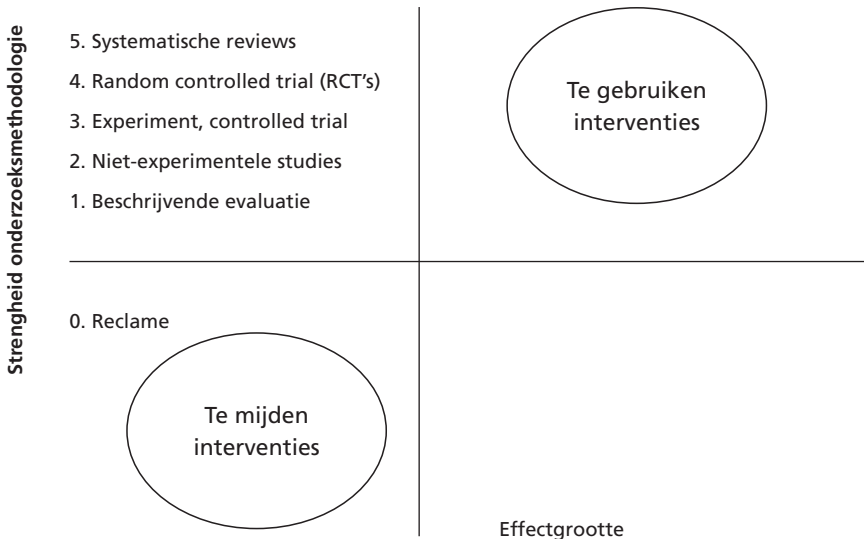 Strengheid onderzoeksmethodologie
5. Systematische reviews
4. Random controlled trial (RCT's)
3. Experiment, controlled trial
2. Niet-experimentele studies
1. Beschrijvende evaluatie
Te gebruiken
interventies
0. Reclame
Te mijden
interventies
Effectgrootte